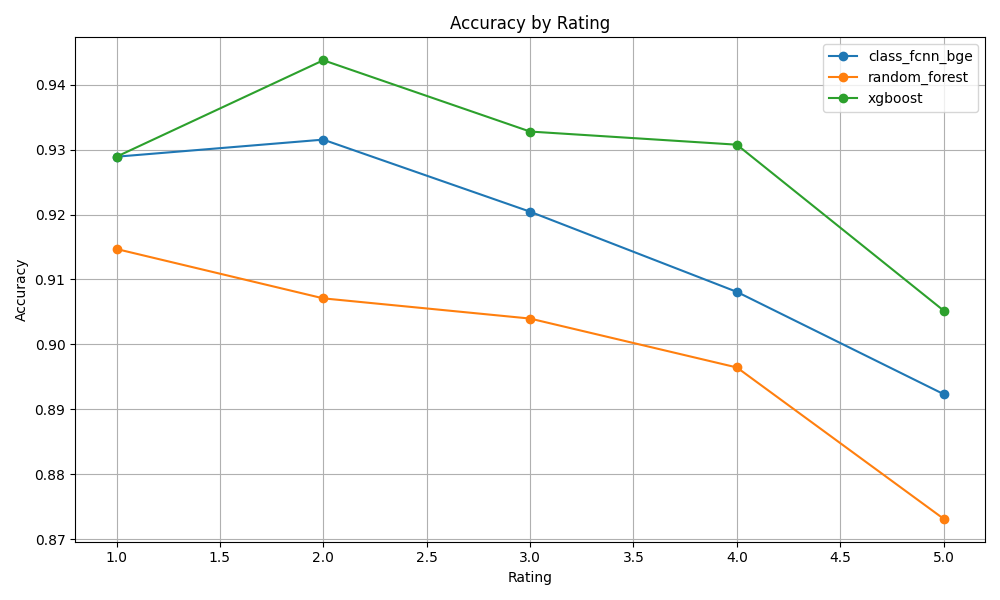 Accuracy by Rating
class_fcnn_bge
random_forest
xgboost
Accuracy
0.94
0.93
0.92
0.91
0.90
0.89
0.88
0.87
1.0 1.5 2.0 2.5 3.0 3.5 4.0 4.5 5.0
Rating